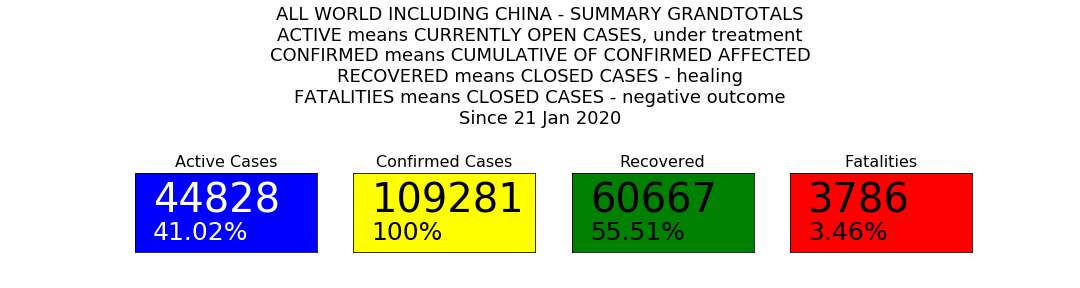 ALL WORLD INCLUDING CHINA - SUMMARY GRANDTOTALS
ACTIVE means CURRENTLY OPEN CASES, under treatment
CONFIRMED means CUMULATIVE OF CONFIRMED AFFECTED
RECOVERED means CLOSED CASES - healing
FATALITIES means CLOSED CASES - negative outcome
Since 21 Jan 2020
Active Cases
44828
41.02%
Confirmed Cases
109281
100%
Recovered
60667
55.51%
Fatalities
3786
3.46%